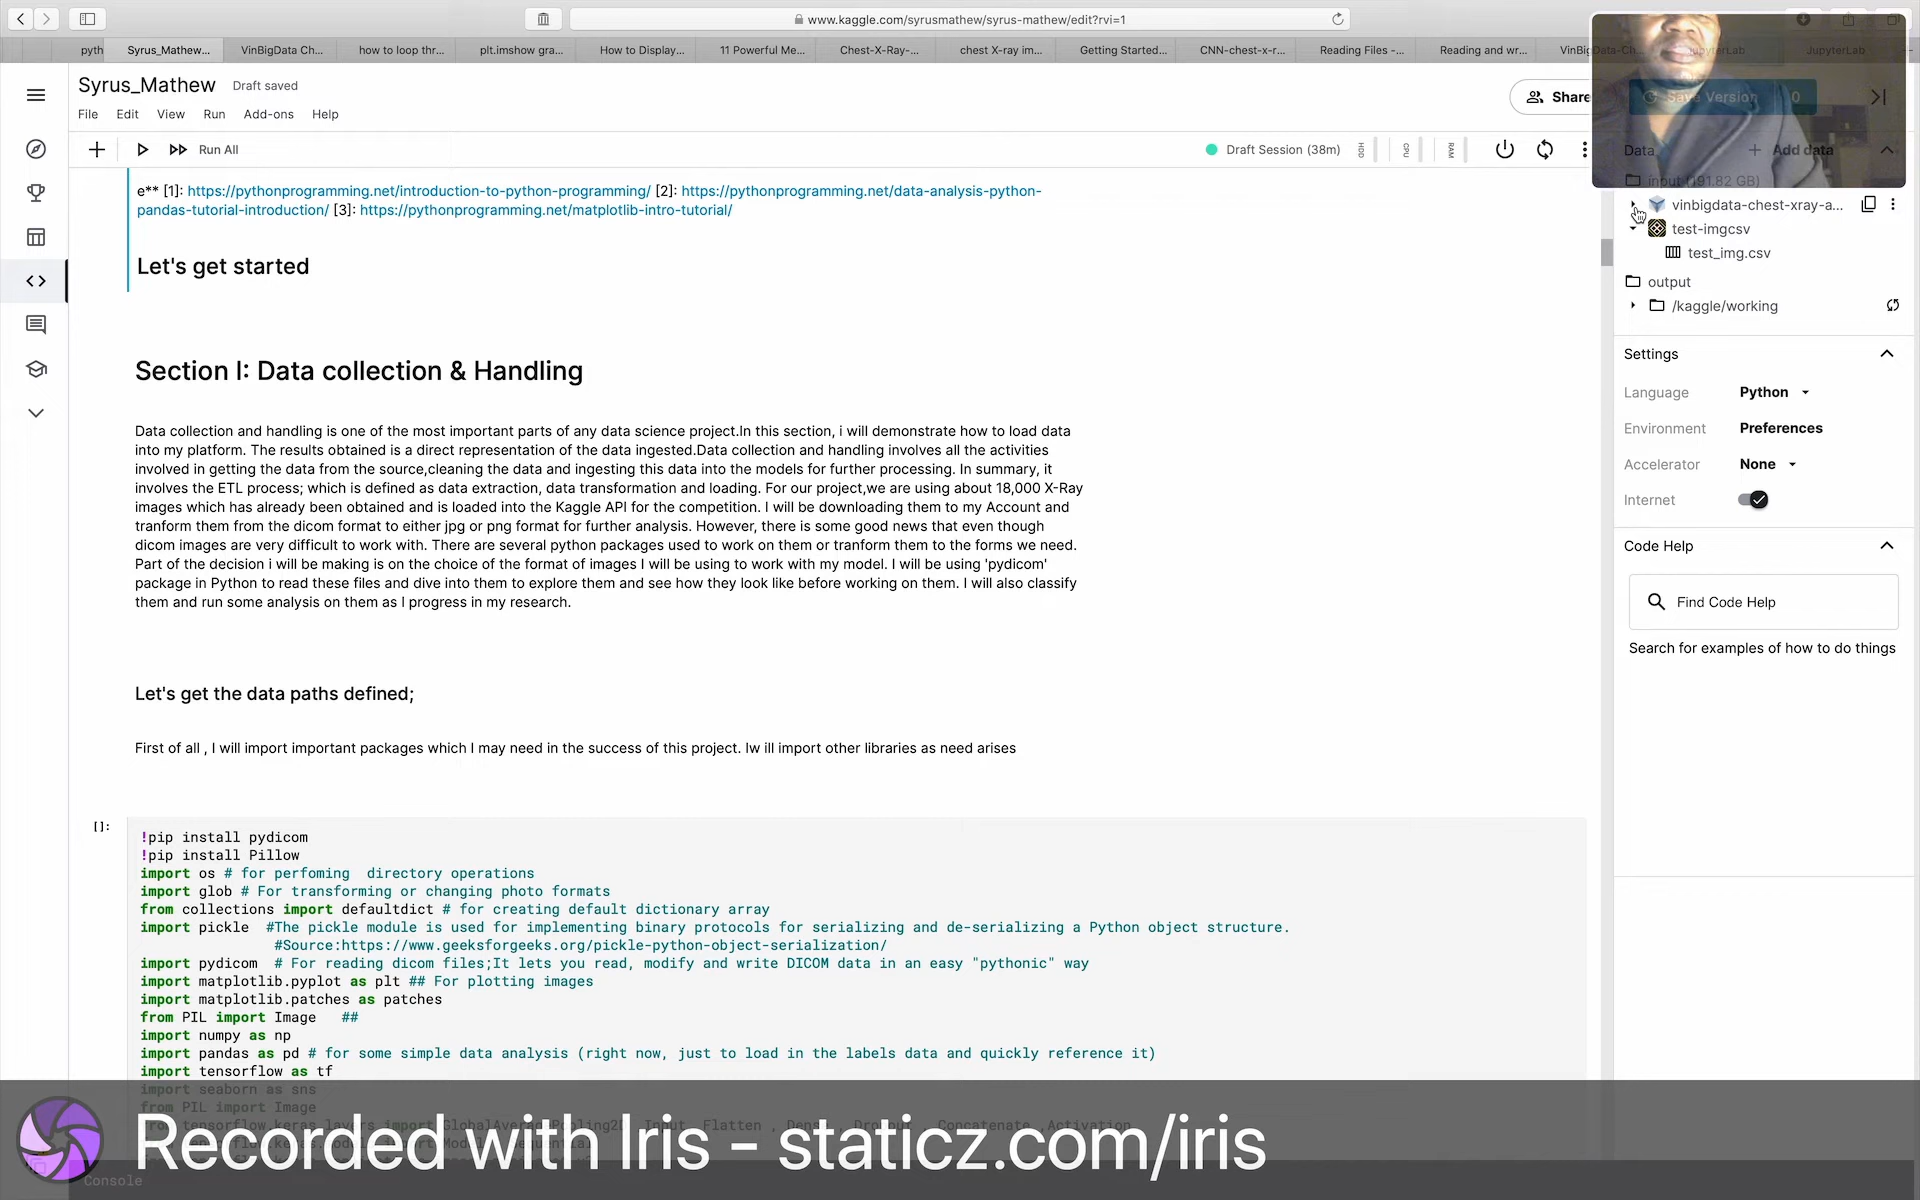 www.kaggle.com/syrusmathew/syrus-mathew/edit?rvi=1
pyth
Syrus_Mathew...
VinBigData Ch...
how to loop thr...
plt.imshow gra...
How to Display...
11 Powerful Me...
Chest-X-Ray-...
chest X-ray im...
Getting Started...
CNN-chest-x-r...
Reading Files -...
Reading and wr...
VinBigData-Ch...
JupyterLab
JupyterLab
Syrus_Mathew Draft saved
Share
Save Version 0
File Edit View Run Add-ons Help
Run All
Draft Session (38m)
HDD
CPU
RAM
Data
Add data
input (191.82 GB)
vinbigdata-chest-xray-a...
test-imgcsv
test_img.csv
output
/kaggle/working
Settings
Language Python
Environment Preferences
Accelerator None
Internet
Code Help
Find Code Help
Search for examples of how to do things
e** [1]: https://pythonprogramming.net/introduction-to-python-programming/ [2]: https://pythonprogramming.net/data-analysis-python-
pandas-tutorial-introduction/ [3]: https://pythonprogramming.net/matplotlib-intro-tutorial/
Let's get started
Section I: Data collection & Handling
Data collection and handling is one of the most important parts of any data science project.In this section, i will demonstrate how to load data
into my platform. The results obtained is a direct representation of the data ingested.Data collection and handling involves all the activities
involved in getting the data from the source,cleaning the data and ingesting this data into the models for further processing. In summary, it
involves the ETL process; which is defined as data extraction, data transformation and loading. For our project,we are using about 18,000 X-Ray
images which has already been obtained and is loaded into the Kaggle API for the competition. I will be downloading them to my Account and
tranform them from the dicom format to either jpg or png format for further analysis. However, there is some good news that even though
dicom images are very difficult to work with. There are several python packages used to work on them or tranform them to the forms we need.
Part of the decision i will be making is on the choice of the format of images I will be using to work with my model. I will be using 'pydicom'
package in Python to read these files and dive into them to explore them and see how they look like before working on them. I will also classify
them and run some analysis on them as I progress in my research.
Let's get the data paths defined;
First of all , I will import important packages which I may need in the success of this project. Iw ill import other libraries as need arises
[]:
!pip install pydicom
!pip install Pillow
import os # for perfoming  directory operations
import glob # For transforming or changing photo formats
from collections import defaultdict # for creating default dictionary array
import pickle  #The pickle module is used for implementing binary protocols for serializing and de-serializing a Python object structure.
#Source:https://www.geeksforgeeks.org/pickle-python-object-serialization/
import pydicom  # For reading dicom files;It lets you read, modify and write DICOM data in an easy "pythonic" way
import matplotlib.pyplot as plt ## For plotting images
import matplotlib.patches as patches
from PIL import Image   ##
import numpy as np
import pandas as pd # for some simple data analysis (right now, just to load in the labels data and quickly reference it)
import tensorflow as tf
import seaborn as sns
from PIL import Image
Recorded with Iris - staticz.com/iris
Console